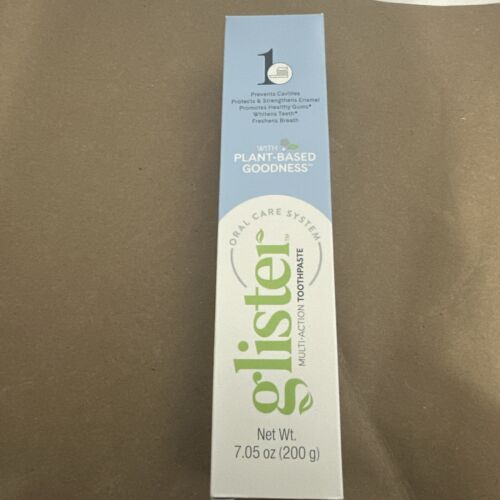 1
Prevents Cavities
Protects & Strengthens Enamel
Promotes Healthy Gums*
Whitens Teeth*
Freshens Breath
WITH
PLANT-BASED
GOODNESS™
ORAL CARE SYSTEM
glister™
MULTI-ACTION TOOTHPASTE
Net Wt.
7.05 oz (200 g)